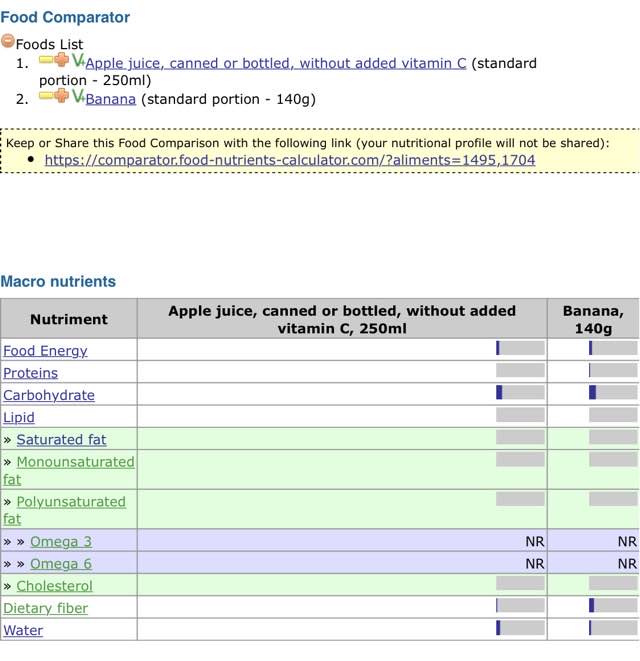 Food Comparator
Foods List
1. Apple juice, canned or bottled, without added vitamin C (standard
portion - 250ml)
2. Banana (standard portion - 140g)
Keep or Share this Food Comparison with the following link (your nutritional profile will not be shared):
• https://comparator.food-nutrients-calculator.com/?aliments=1495,1704
Macro nutrients
Nutriment Apple juice, canned or bottled, without added vitamin C, 250ml Banana, 140g
Food Energy
Proteins
Carbohydrate
Lipid
» Saturated fat
» Monounsaturated
fat
» Polyunsaturated
fat
» » Omega 3 NR NR
» » Omega 6 NR NR
» Cholesterol
Dietary fiber
Water